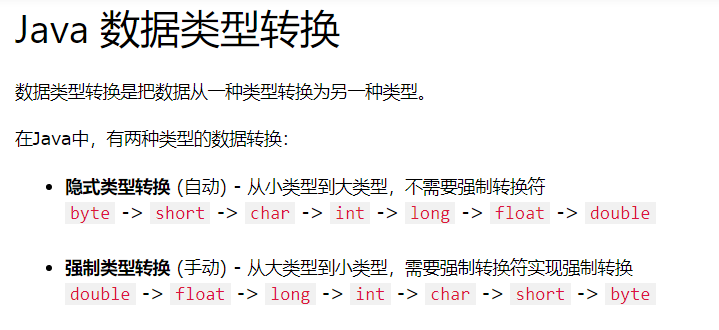 Java 数据类型转换
数据类型转换是把数据从一种类型转换为另一种类型。
在Java中，有两种类型的数据转换：
• 隐式类型转换 (自动) - 从小类型到大类型，不需要强制转换符
byte -> short -> char -> int -> long -> float -> double
• 强制类型转换 (手动) - 从大类型到小类型，需要强制转换符实现强制转换
double -> float -> long -> int -> char -> short -> byte